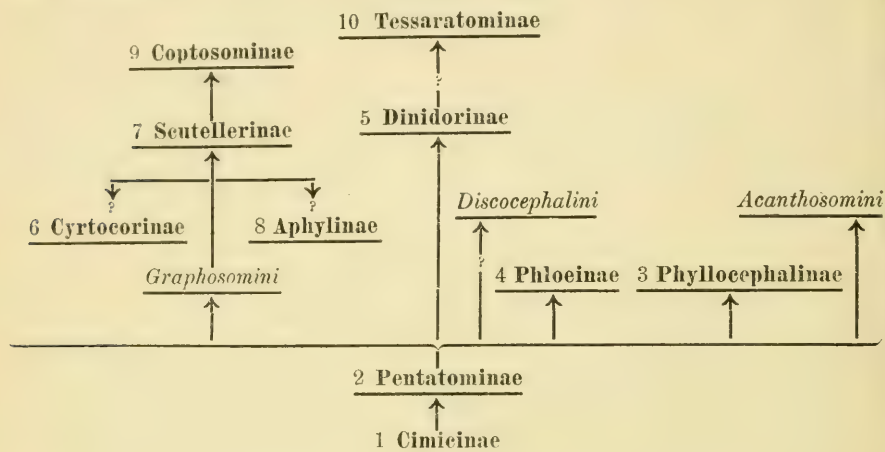 10 Tessaratominae
9 Coptosominae
?
7 Scutellerinae
5 Dinidorinae
? ?
6 Cyrtocorinae 8 Aphylinae
Discocephalini Acanthosomini
Graphosomini
?
4 Phloeinae 3 Phyllocephalinae
2 Pentatominae
1 Cimicinae